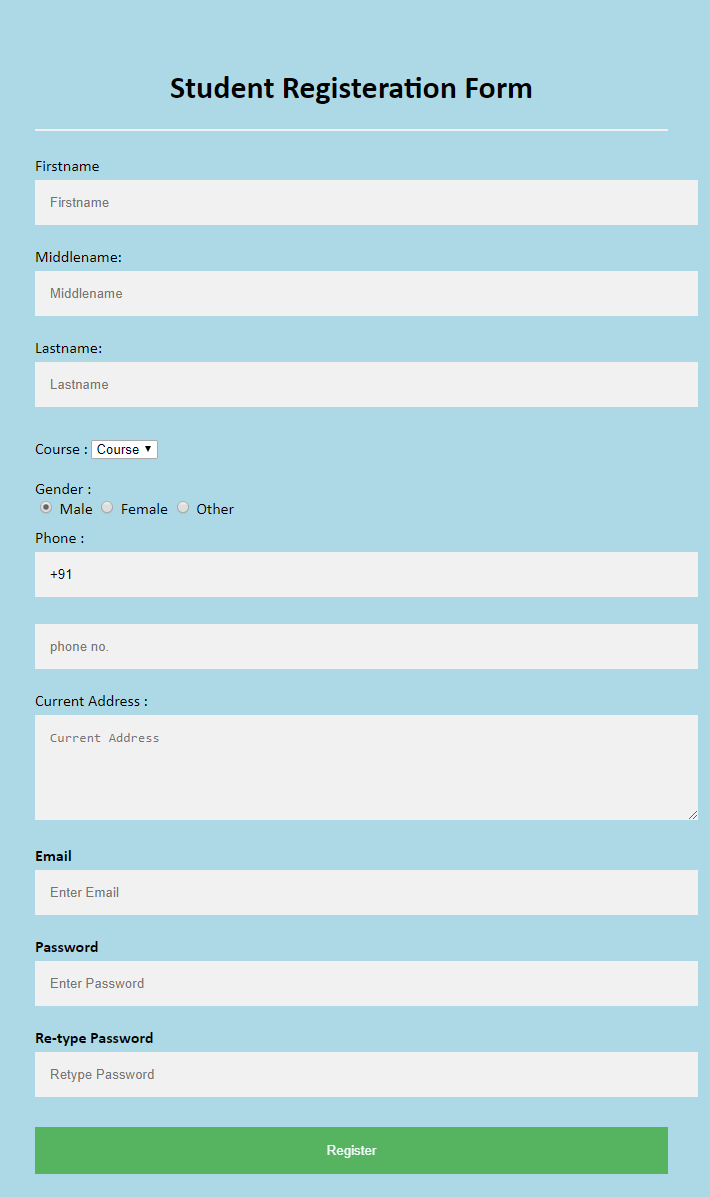 Student Registeration Form
Firstname
Firstname
Middlename:
Middlename
Lastname:
Lastname
Course : Course
Gender :
Male Female Other
Phone :
+91
phone no.
Current Address :
Current Address
Email
Enter Email
Password
Enter Password
Re-type Password
Retype Password
Register